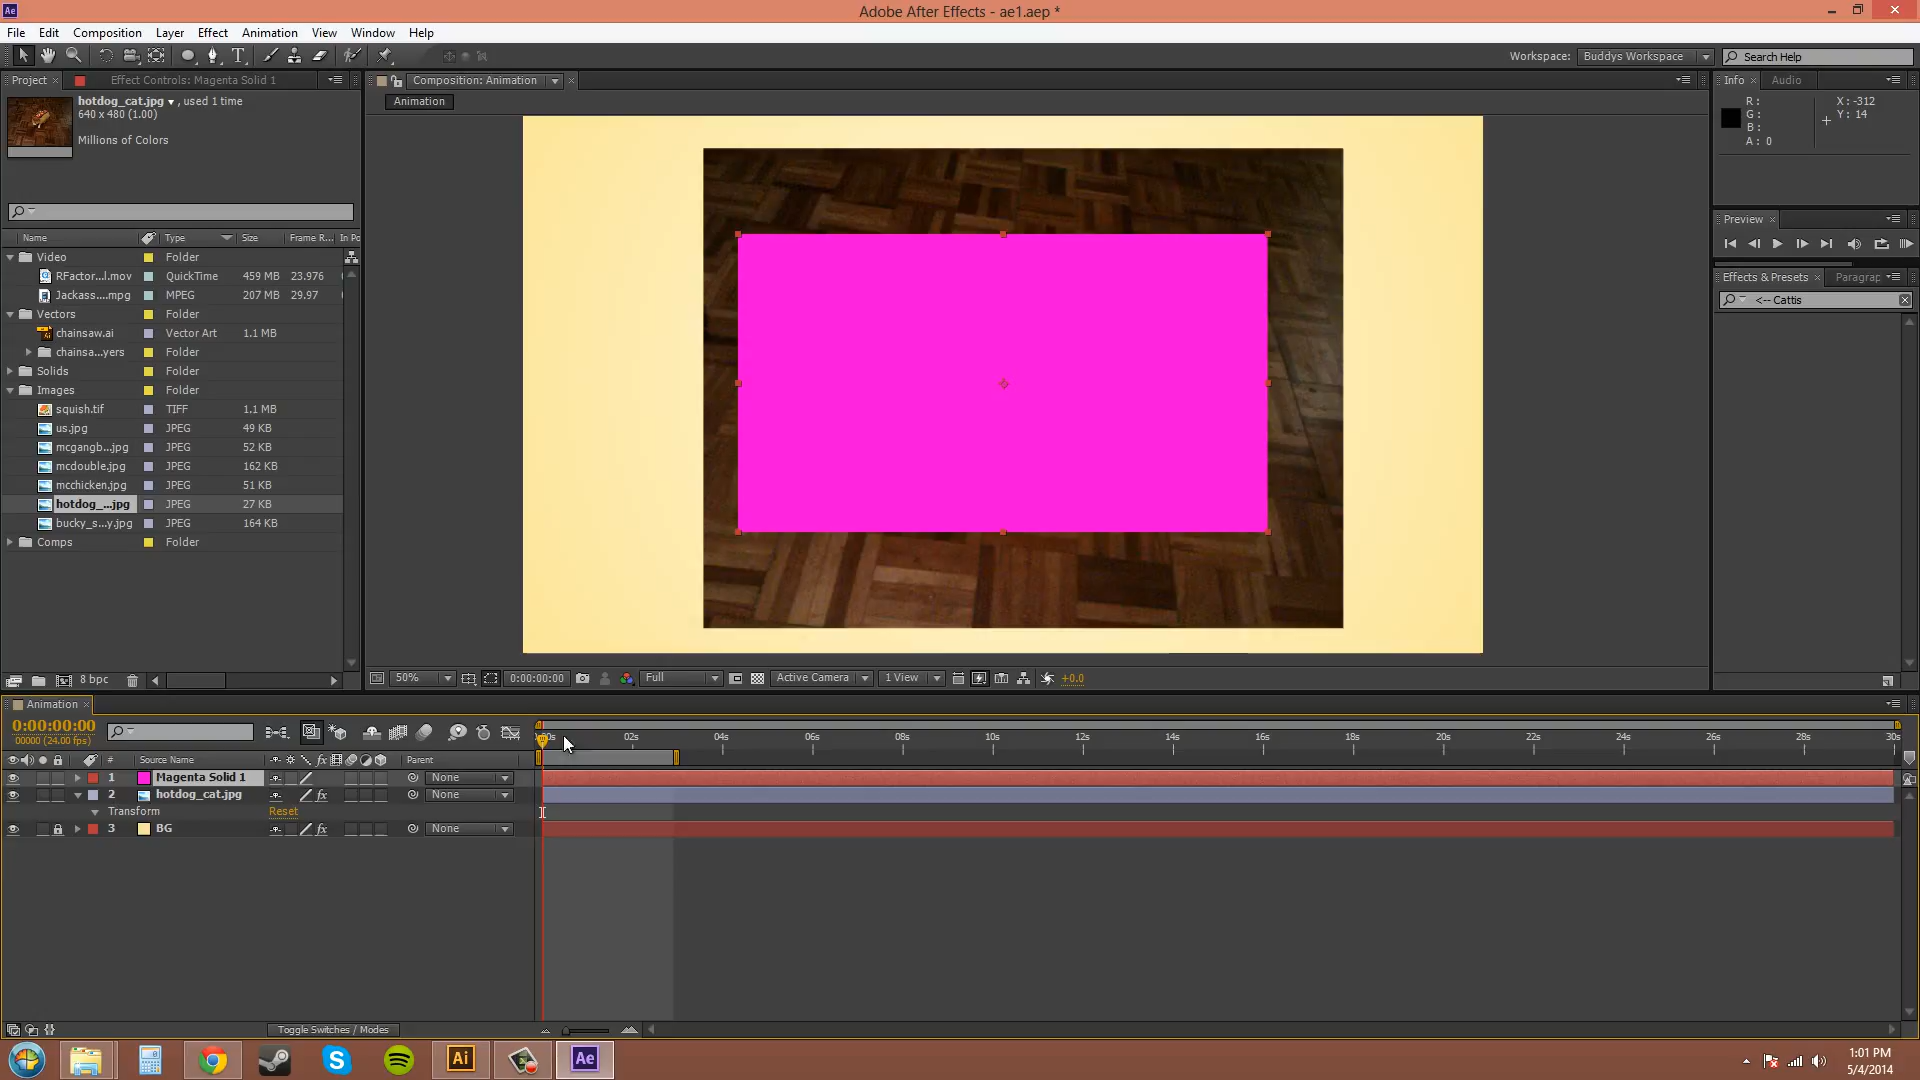 Ae Adobe After Effects - ae1.aep *
File Edit Composition Layer Effect Animation View Window Help
T Workspace: Buddys Workspace Search Help
Project Effect Controls: Magenta Solid 1 Composition: Animation Info Audio
Animation
hotdog_cat.jpg , used 1 time
640 x 480 (1.00)
Millions of Colors
R: X: -312
G: Y: 14
B:
A: 0
Preview
Effects & Presets Paragrap
<-- Cattis
Name Type Size Frame R... In Po
Video Folder
RFactor...l.mov QuickTime 459 MB 23.976
Jackass....mpg MPEG 207 MB 29.97
Vectors Folder
chainsaw.ai Vector Art 1.1 MB
chainsa...yers Folder
Solids Folder
Images Folder
squish.tif TIFF 1.1 MB
us.jpg JPEG 49 KB
mcgangb...jpg JPEG 52 KB
mcdouble.jpg JPEG 162 KB
mcchicken.jpg JPEG 51 KB
hotdog_...jpg JPEG 27 KB
bucky_s...y.jpg JPEG 164 KB
Comps Folder
8 bpc
50% 0:00:00:00 Full Active Camera 1 View +0.0
Animation
0:00:00:00
00000 (24.00 fps)
00s 02s 04s 06s 08s 10s 12s 14s 16s 18s 20s 22s 24s 26s 28s 30s
# Source Name fx Parent
1 Magenta Solid 1 None
2 hotdog_cat.jpg fx None
Transform Reset
3 BG fx None
Toggle Switches / Modes
Ai Ae
1:01 PM
5/4/2014